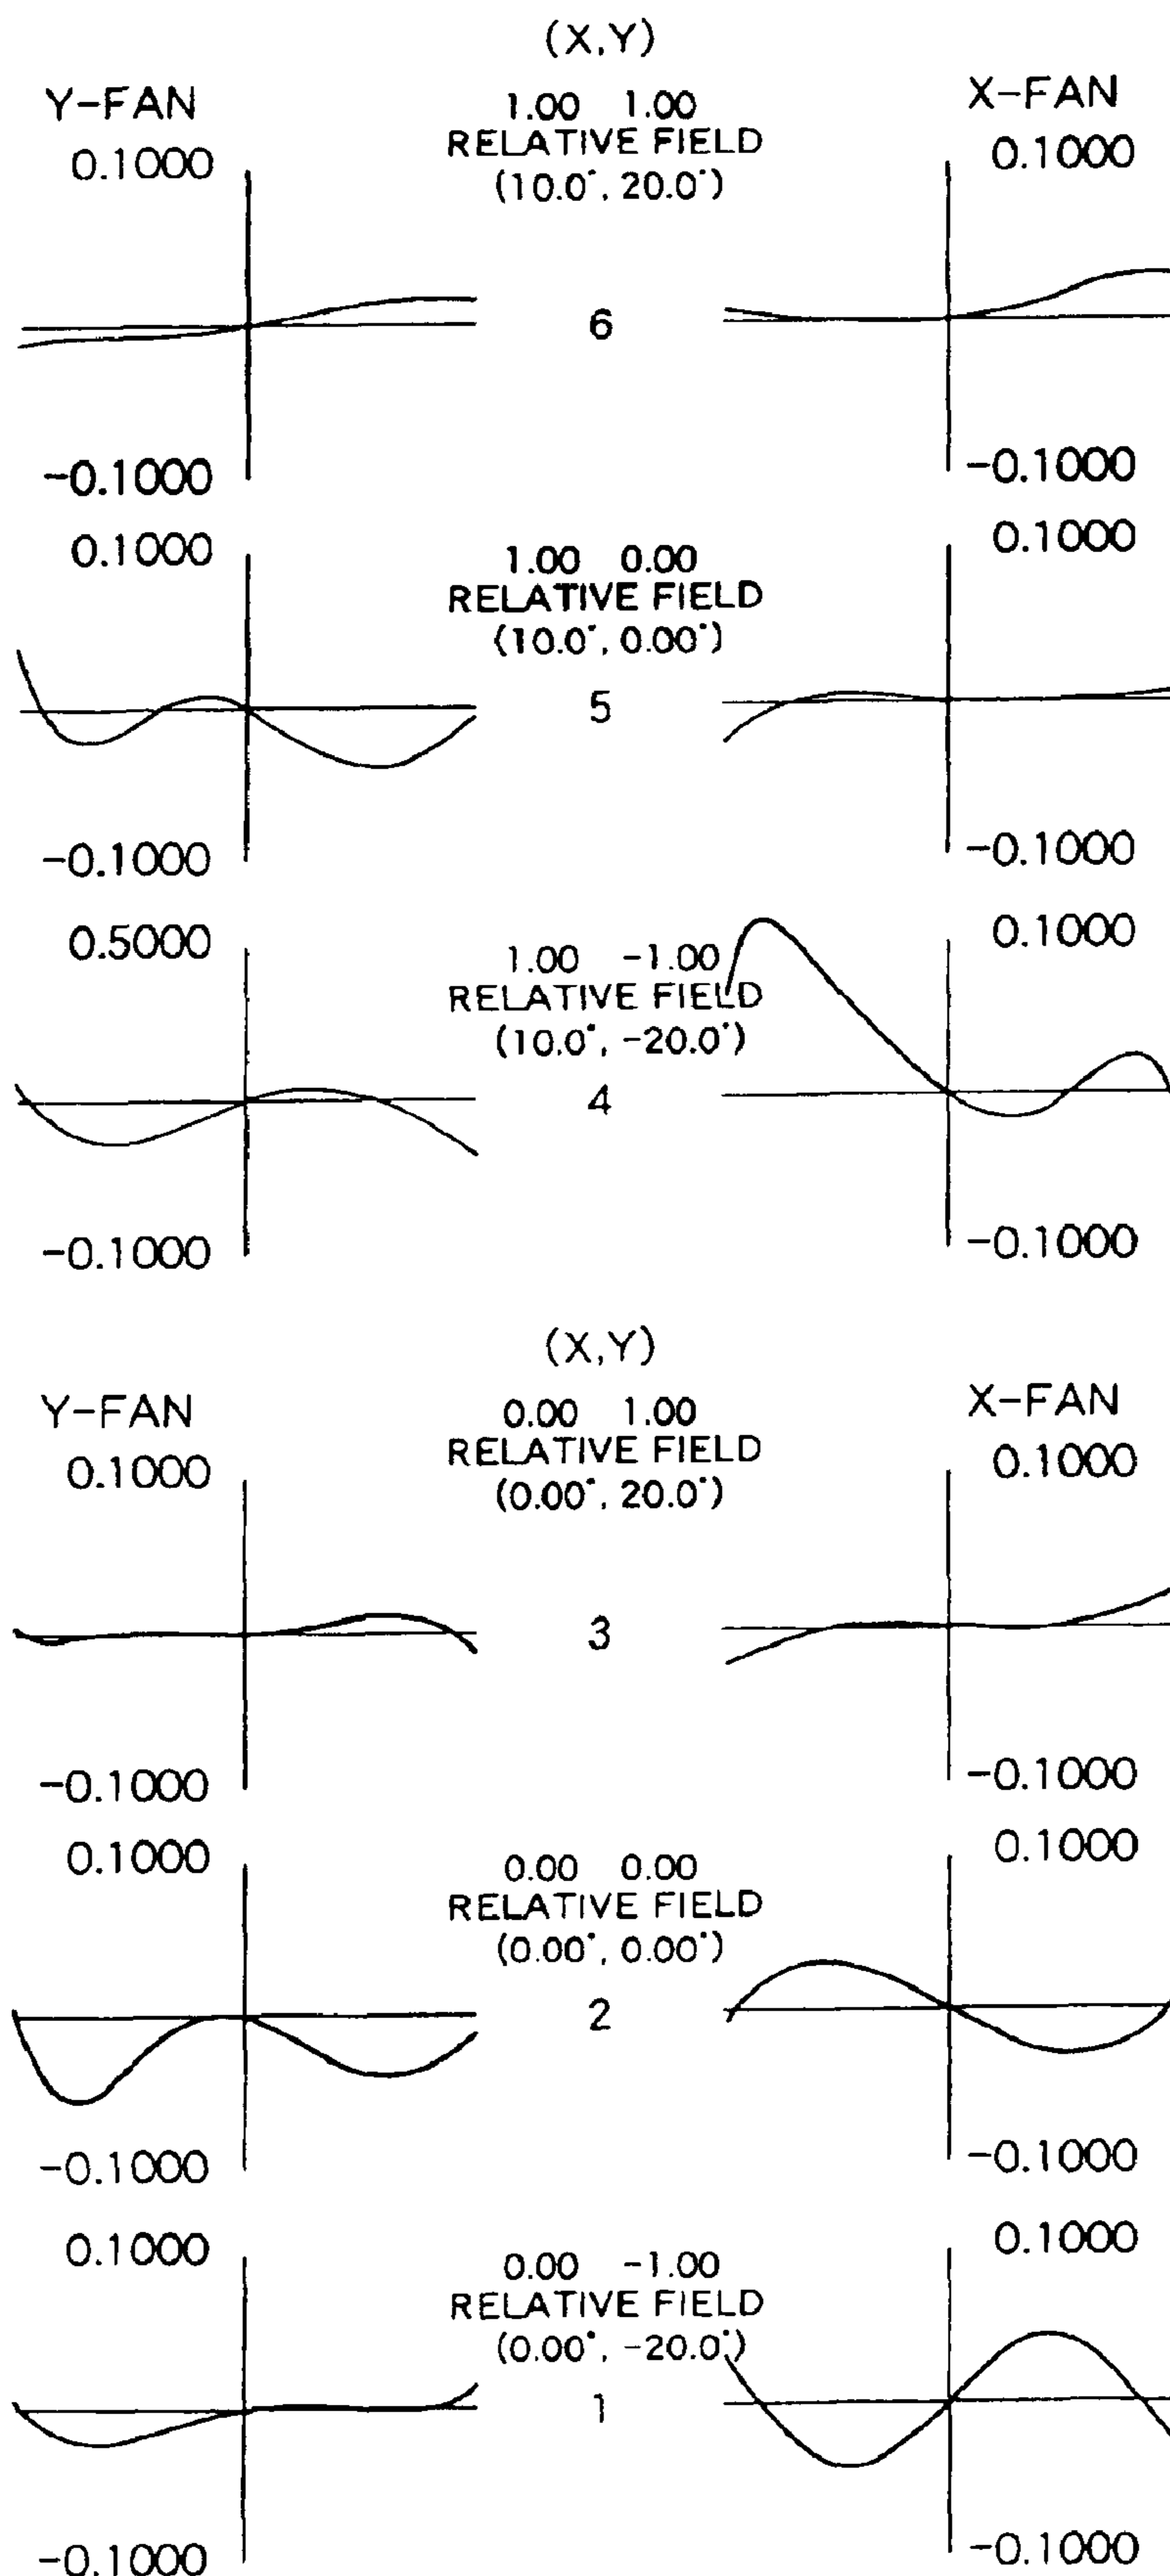 (X,Y)
Y-FAN 1.00 1.00 X-FAN
0.1000 RELATIVE FIELD 0.1000
(10.0°, 20.0°)
6
-0.1000 -0.1000
0.1000 1.00 0.00 0.1000
RELATIVE FIELD
(10.0°, 0.00°)
5
-0.1000 -0.1000
0.5000 1.00 -1.00 0.1000
RELATIVE FIELD
(10.0°, -20.0°)
4
-0.1000 -0.1000
(X,Y)
Y-FAN 0.00 1.00 X-FAN
0.1000 RELATIVE FIELD 0.1000
(0.00°, 20.0°)
3
-0.1000 -0.1000
0.1000 0.00 0.00 0.1000
RELATIVE FIELD
(0.00°, 0.00°)
2
-0.1000 -0.1000
0.1000 0.00 -1.00 0.1000
RELATIVE FIELD
(0.00°, -20.0°)
1
-0.1000 -0.1000